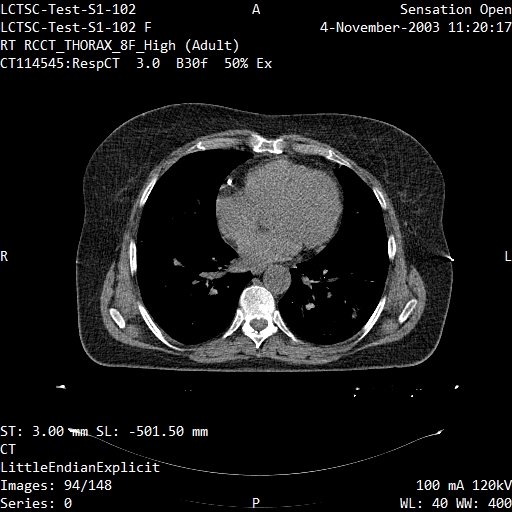 LCTSC-Test-S1-102 A Sensation Open
LCTSC-Test-S1-102 F 4-November-2003 11:20:17
RT RCCT_THORAX_8F_High (Adult)
CT114545:RespCT 3.0 B30f 50% Ex
R L
ST: 3.00 mm SL: -501.50 mm
CT
LittleEndianExplicit
Images: 94/148 100 mA 120kV
Series: 0 P WL: 40 WW: 400